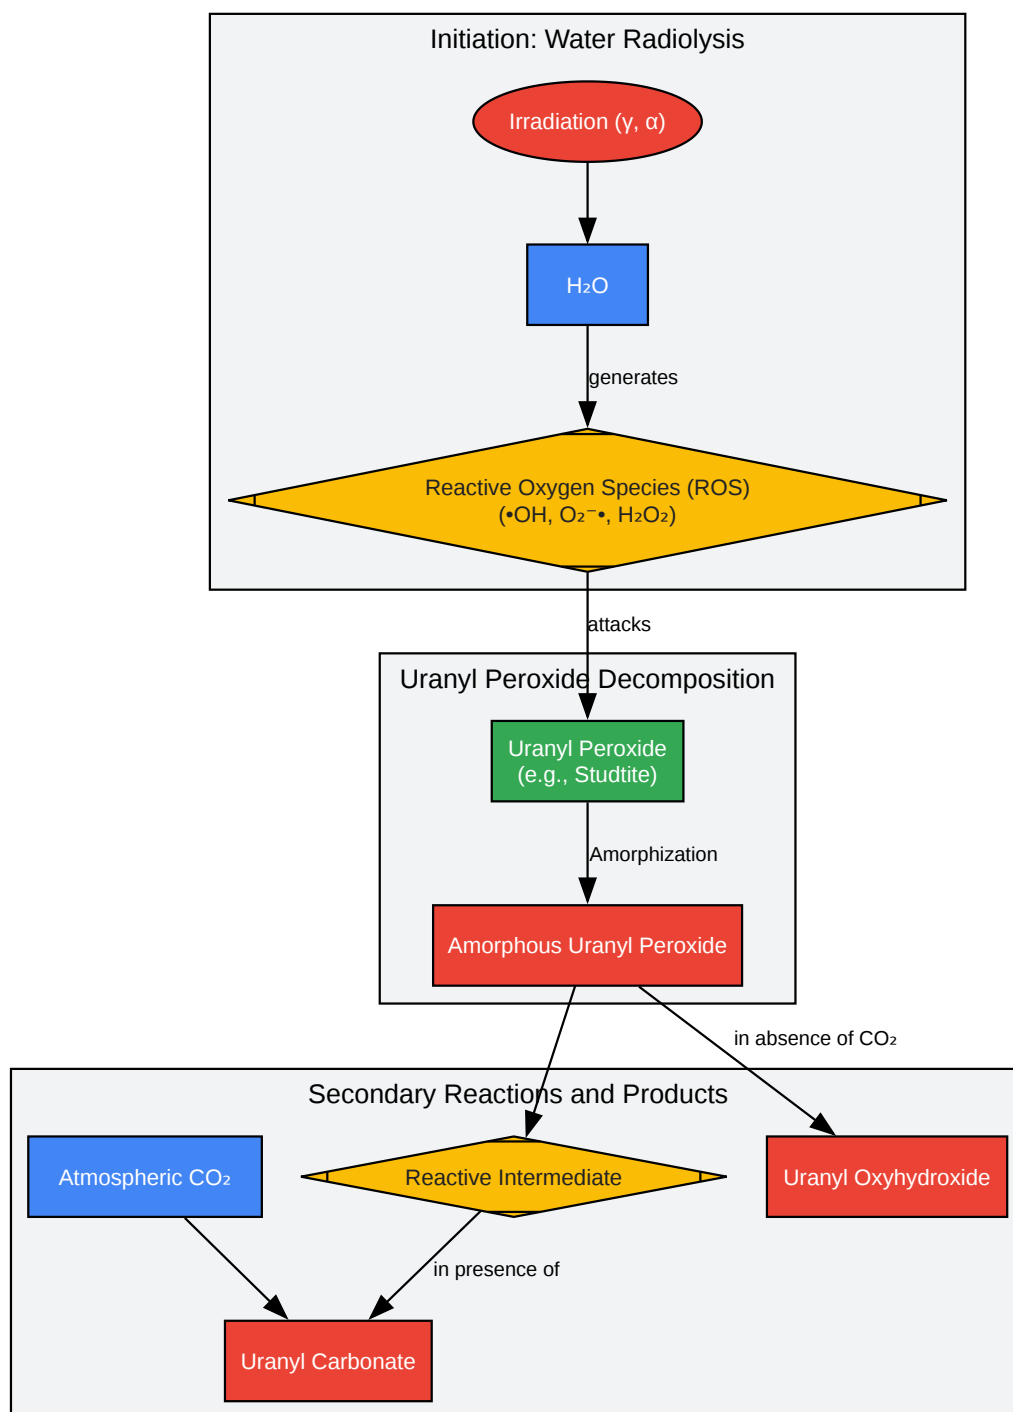 Initiation: Water Radiolysis
Irradiation (γ, α)
H₂O
generates
Reactive Oxygen Species (ROS)
(•OH, O₂⁻•, H₂O₂)
attacks
Uranyl Peroxide Decomposition
Uranyl Peroxide
(e.g., Studtite)
Amorphization
Amorphous Uranyl Peroxide
in absence of CO₂
Secondary Reactions and Products
Atmospheric CO₂
Reactive Intermediate
Uranyl Oxyhydroxide
in presence of
Uranyl Carbonate